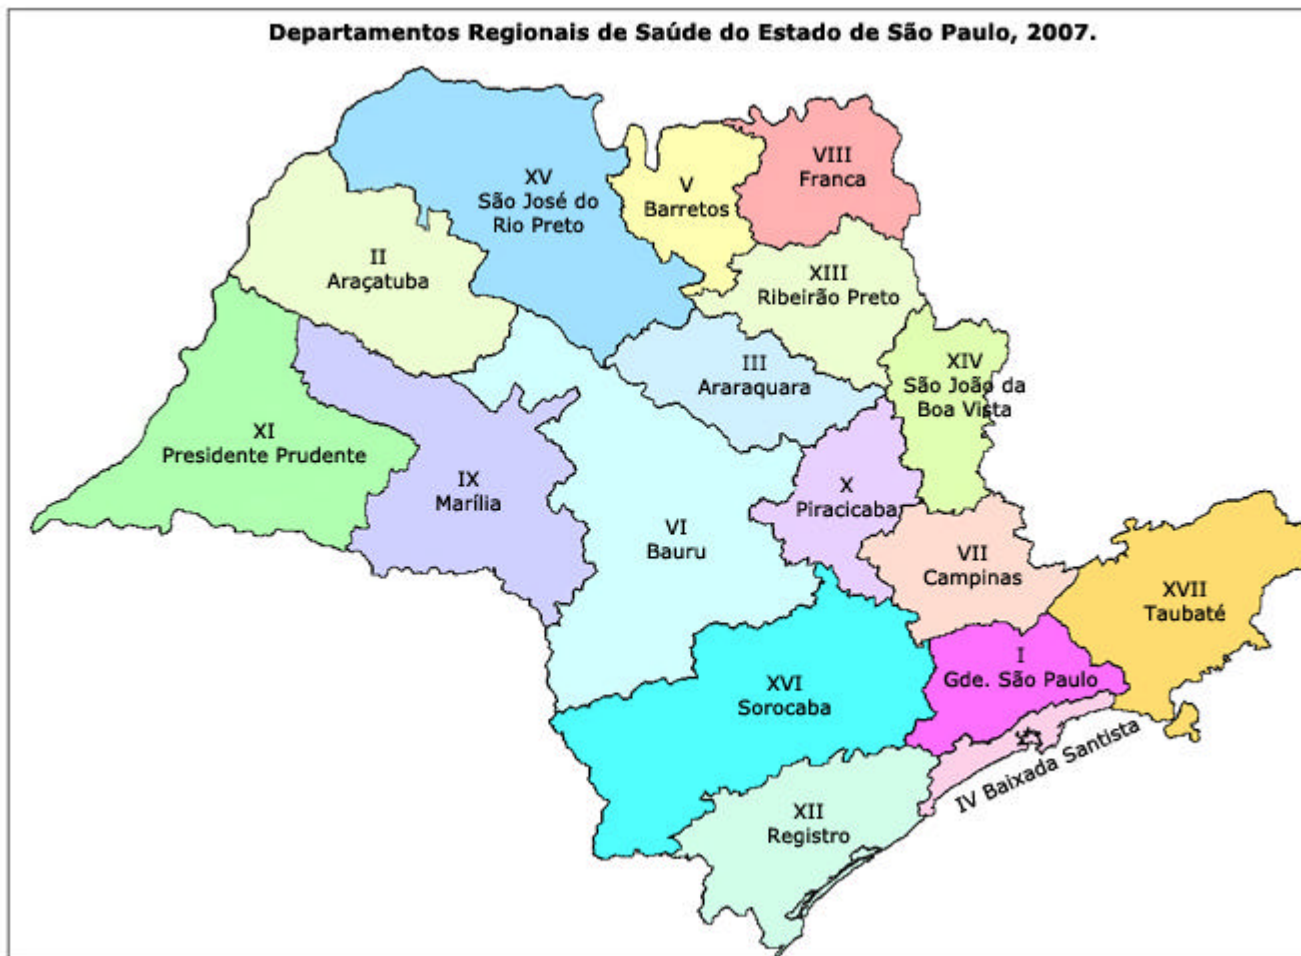 Departamentos Regionais de Saúde do Estado de São Paulo, 2007.
XV
São José do
Rio Preto
V
Barretos
VIII
Franca
II
Araçatuba
XIII
Ribeirão Preto
III
Araraquara
XIV
São João da
Boa Vista
XI
Presidente Prudente
IX
Marília
X
Piracicaba
VI
Bauru
VII
Campinas
XVII
Taubaté
I
Gde. São Paulo
XVI
Sorocaba
IV Baixada Santista
XII
Registro